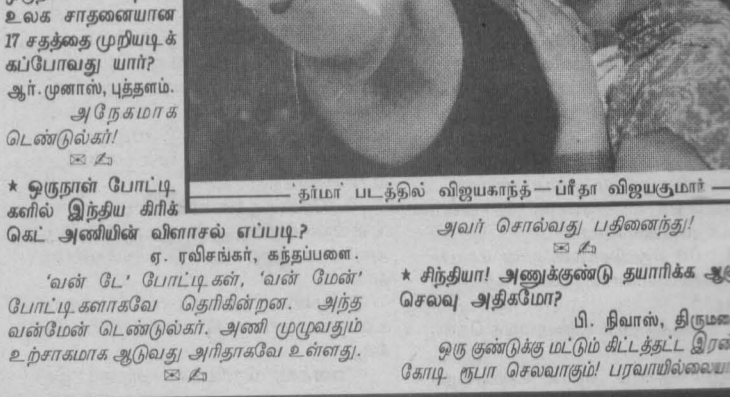 உலக சாதனையான
17 சதத்தை முறியடிக்
கப்போவது யார்?
ஆர்.முனாஸ், புத்தளம்.
அநேகமாக
டெண்டுல்கர்!
★ ஒருநாள் போட்டி
களில் இந்திய கிரிக்
கெட் அணியின் விளாசல் எப்படி?
ஏ. ரவிசங்கர், கந்தப்பளை.
'வன் டே' போட்டிகள், 'வன் மேன்'
போட்டிகளாகவே தெரிகின்றன. அந்த
வன்மேன் டெண்டுல்கர். அணி முழுவதும்
உற்சாகமாக ஆடுவது அரிதாகவே உள்ளது.
'தர்மா' படத்தில் விஜயகாந்த்—ப்ரீதா விஜயகுமார்
அவர் சொல்வது பதினைந்து!
★ சிந்தியா! அணுக்குண்டு தயாரிக்க
செலவு அதிகமோ?
பி. நிவாஸ்,
ஒரு குண்டுக்கு மட்டும் கிட்டத்தட்ட
கோடி ரூபா செலவாகும்!